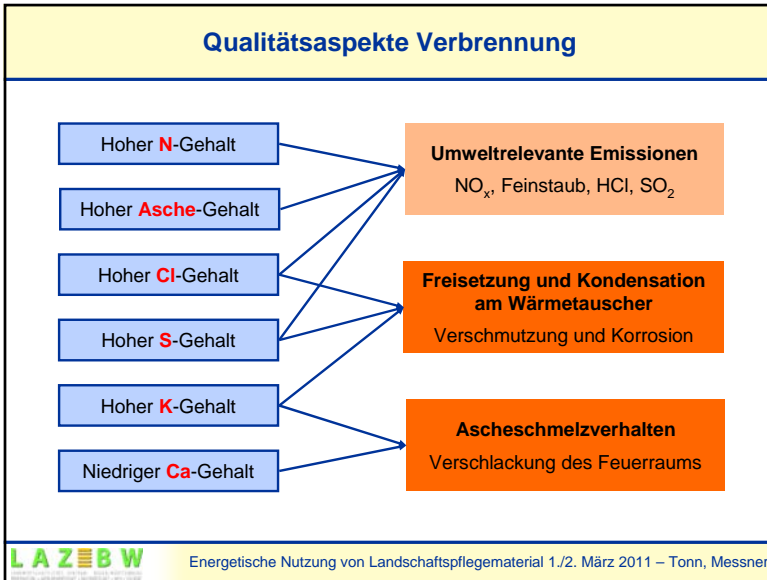 Qualitätsaspekte Verbrennung
Hoher N-Gehalt
Hoher Asche-Gehalt
Hoher Cl-Gehalt
Hoher S-Gehalt
Hoher K-Gehalt
Niedriger Ca-Gehalt
Umweltrelevante Emissionen
NOx, Feinstaub, HCl, SO2
Freisetzung und Kondensation
am Wärmetauscher
Verschmutzung und Korrosion
Ascheschmelzverhalten
Verschlackung des Feuerraums
LAZBW
Energetische Nutzung von Landschaftspflegematerial 1./2. März 2011 – Tonn, Messner